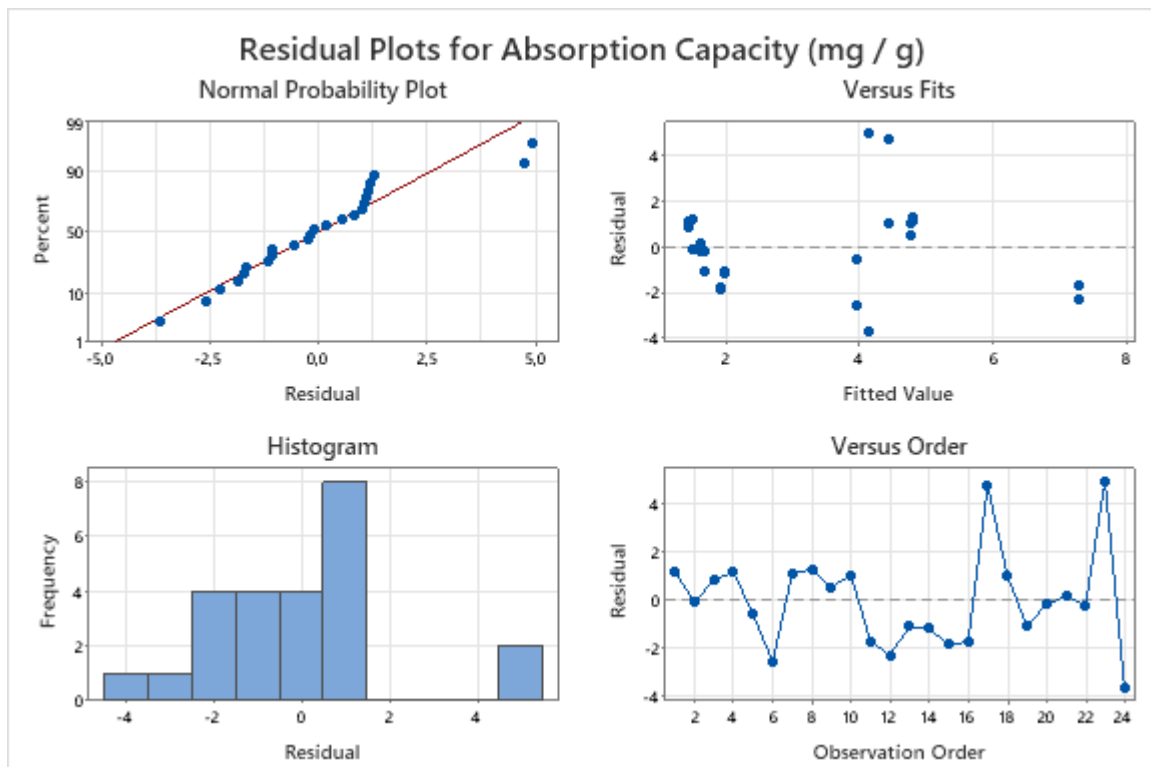 Residual Plots for Absorption Capacity (mg / g)
Normal Probability Plot
99
90
50
10
1
Percent
-5,0 -2,5 0,0 2,5 5,0
Residual
Versus Fits
4
2
0
-2
-4
Residual
2 4 6 8
Fitted Value
Histogram
8
6
4
2
0
Frequency
-4 -2 0 2 4
Residual
Versus Order
4
2
0
-2
-4
Residual
2 4 6 8 10 12 14 16 18 20 22 24
Observation Order